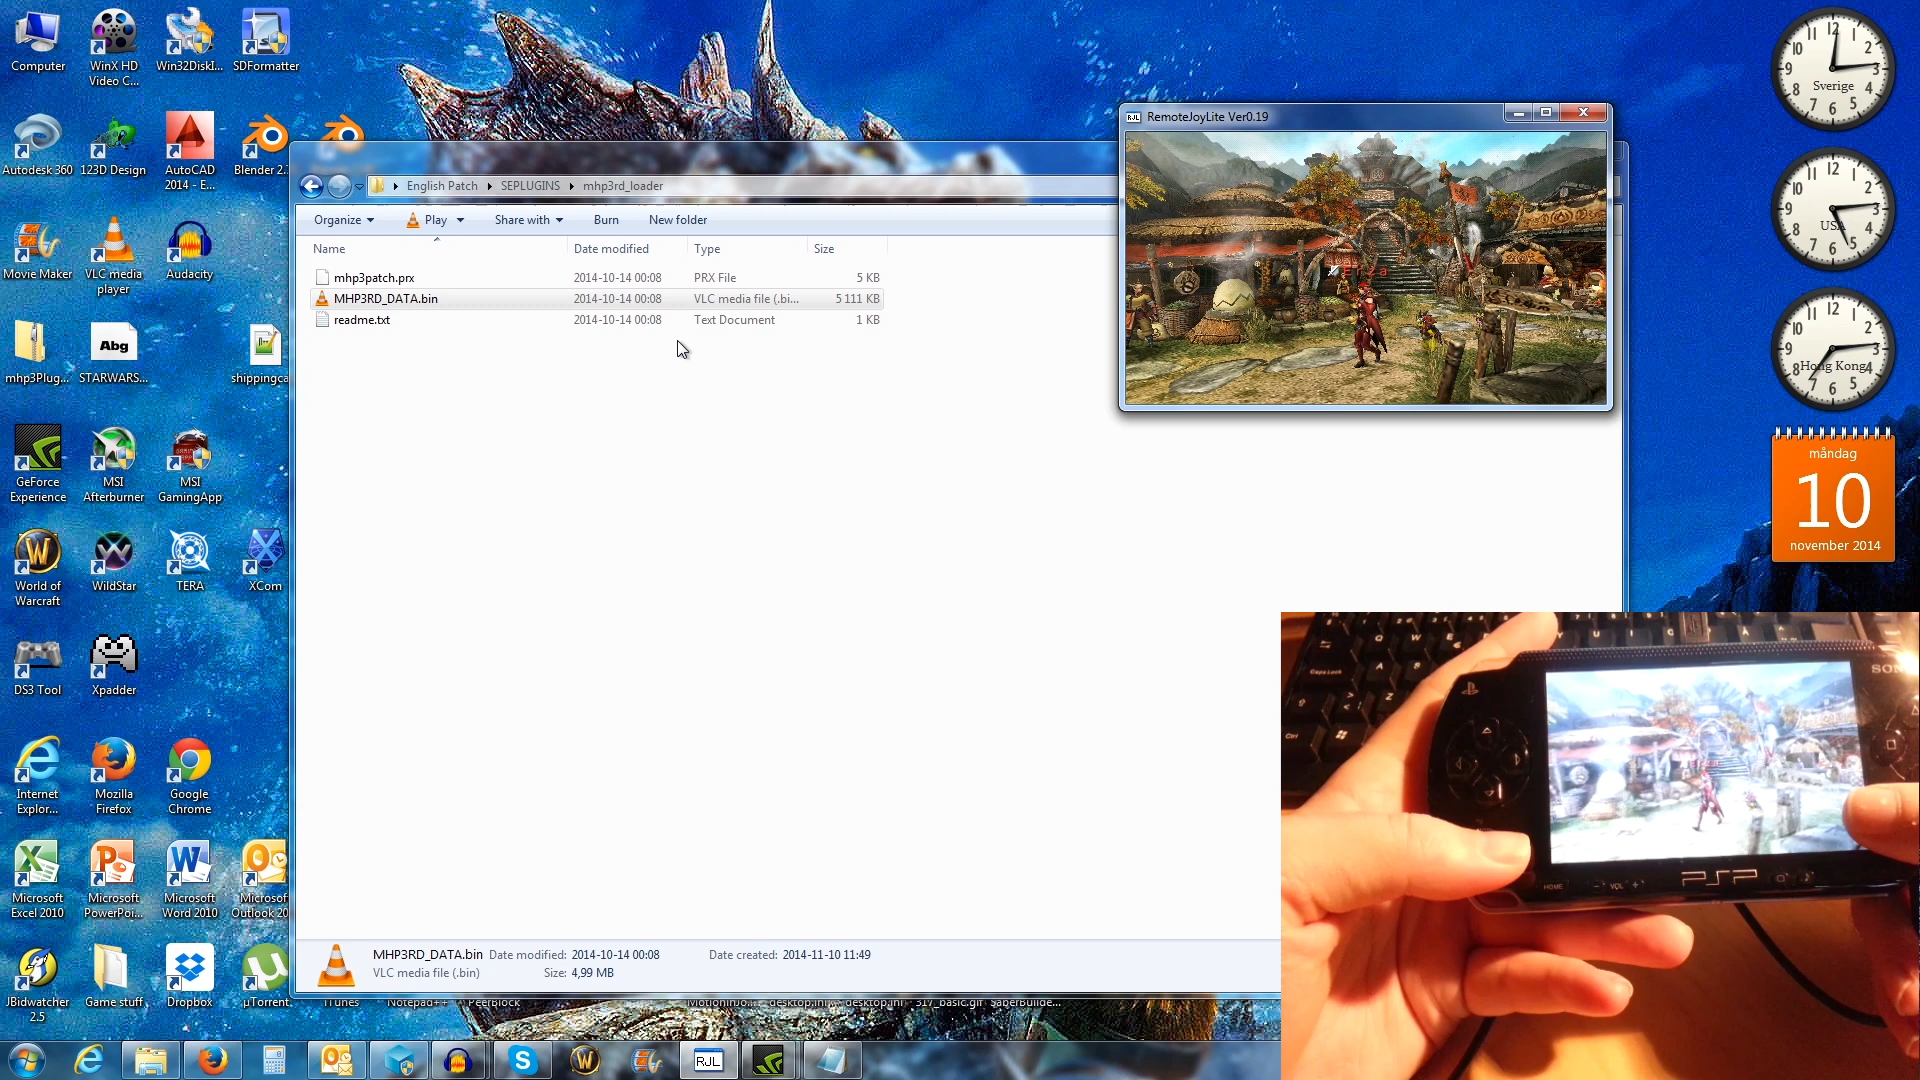 Computer
WinX HD
Video C...
Win32DiskI...
SDFormatter
Autodesk 360
123D Design
AutoCAD
2014 - E...
Blender 2.
Movie Maker
VLC media
player
Audacity
mhp3Plug...
Abg
STARWARS...
shippingca
GeForce
Experience
MSI
Afterburner
MSI
GamingApp
World of
Warcraft
WildStar
TERA
XCom
DS3 Tool
Xpadder
Internet
Explor...
Mozilla
Firefox
Google
Chrome
Microsoft
Excel 2010
Microsoft
PowerPoi...
Microsoft
Word 2010
Microsof
Outlook 20
JBidwatcher
2.5
Game stuff
Dropbox
µTorrent
iTunes
Notepad++
PeerBlock
MotioninJo...
desktop.ini
desktop.ini
317_basic.gif
SaberBuilde...
English Patch
SEPLUGINS
mhp3rd_loader
Organize
Play
Share with
Burn
New folder
Name
Date modified
Type
Size
mhp3patch.prx 2014-10-14 00:08 PRX File 5 KB
MHP3RD_DATA.bin 2014-10-14 00:08 VLC media file (.bi... 5 111 KB
readme.txt 2014-10-14 00:08 Text Document 1 KB
MHP3RD_DATA.bin Date modified: 2014-10-14 00:08 Date created: 2014-11-10 11:49
VLC media file (.bin) Size: 4,99 MB
RJL RemoteJoyLite Ver0.19
Erza
Sverige
USA
Hong Kong
måndag
10
november 2014
SON
HOME
VOL
PSP
RJL